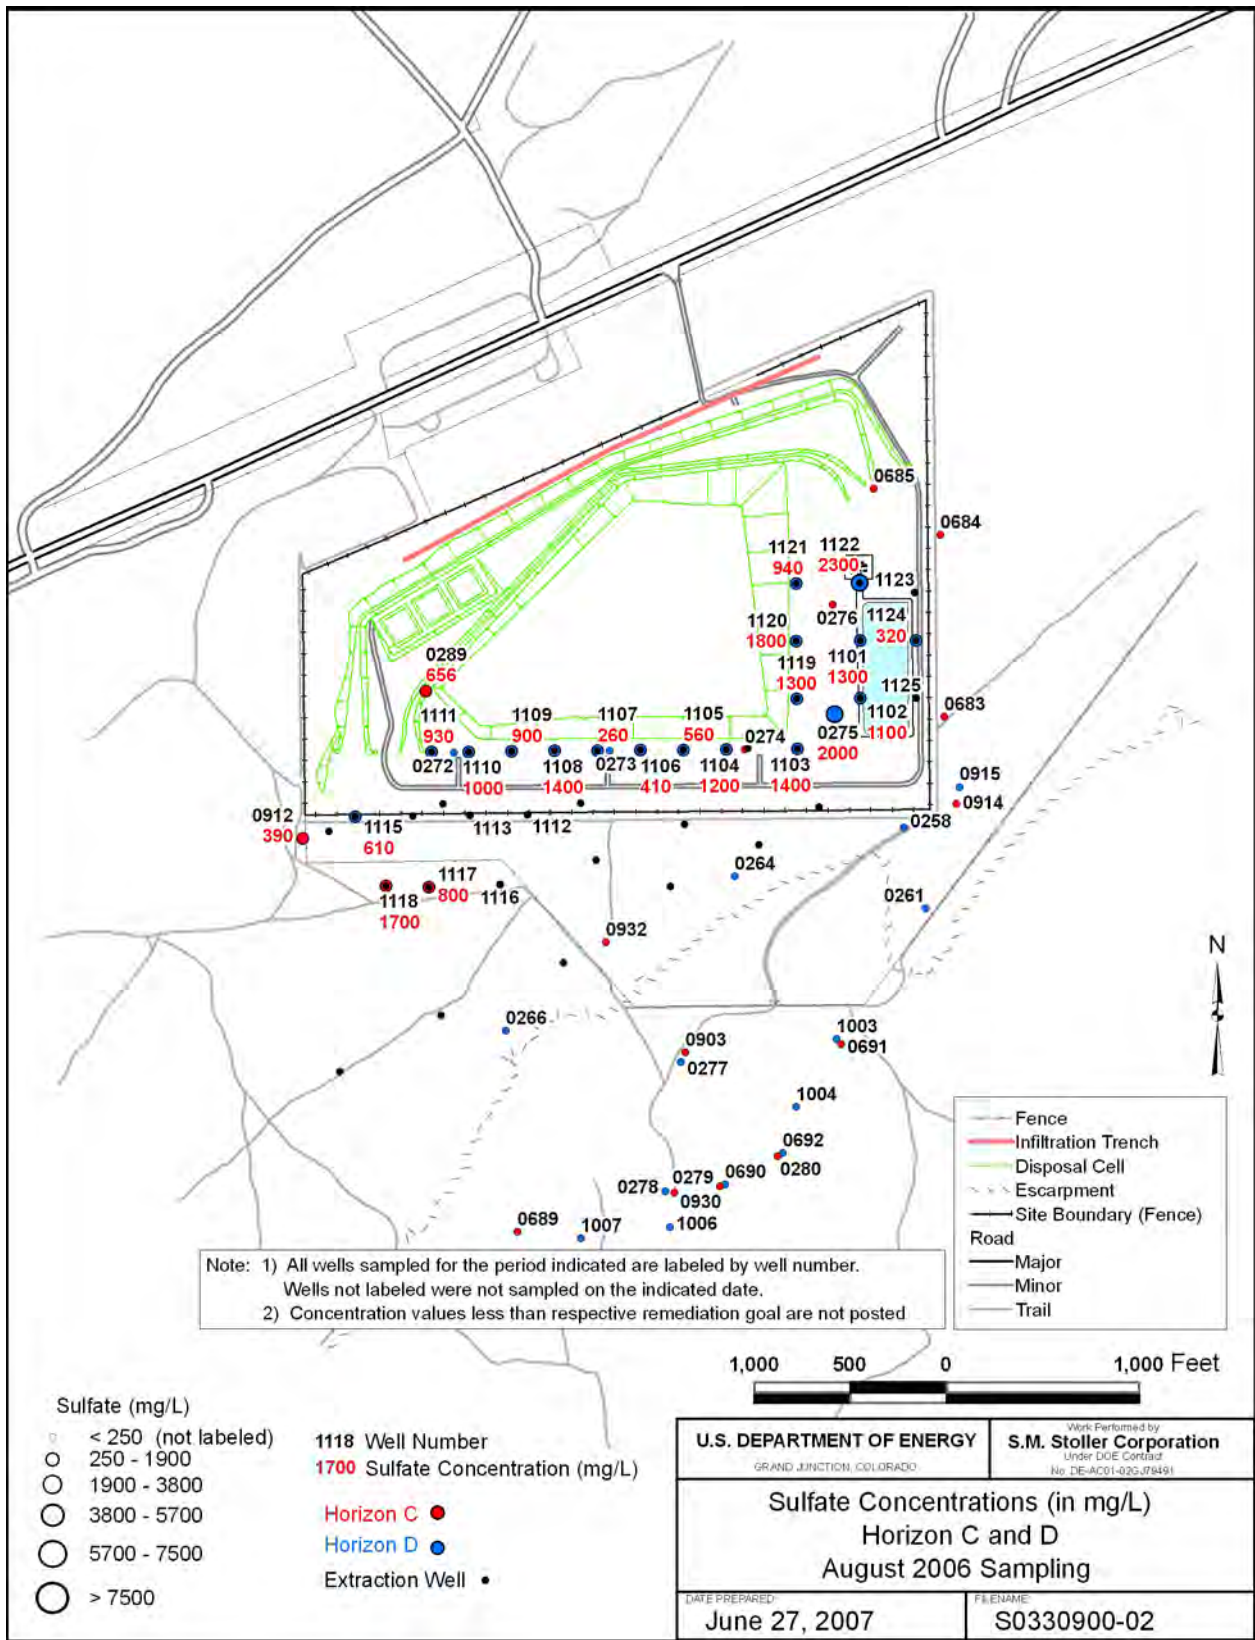 0685
0684
1121
1122
940
2300
1123
1120
0276
1124
1800
320
1119
1101
0289
1300
1300
656
1125
0683
1111
1109
1107
1105
1102
930
900
260
560
0274
0275
1100
2000
0272
1110
1108
0273
1106
1104
1103
0915
1000
1400
410
1200
1400
0914
0912
1115
1113
1112
0258
390
610
0264
1117
1118
800
1116
0261
1700
0932
N
0266
1003
0903
0691
0277
1004
0692
0279
0690
0280
0278
0930
0689
1007
1006
Fence
Infiltration Trench
Disposal Cell
Escarpment
Site Boundary (Fence)
Road
Major
Minor
Trail
Note: 1) All wells sampled for the period indicated are labeled by well number.
Wells not labeled were not sampled on the indicated date.
2) Concentration values less than respective remediation goal are not posted
1,000 500 0 1,000 Feet
Sulfate (mg/L)
< 250 (not labeled)
250 - 1900
1900 - 3800
3800 - 5700
5700 - 7500
> 7500
1118 Well Number
1700 Sulfate Concentration (mg/L)
Horizon C
Horizon D
Extraction Well
U.S. DEPARTMENT OF ENERGY
GRAND JUNCTION, COLORADO
Work Performed by
S.M. Stoller Corporation
Under DOE Contract
No. DE-AC01-02GJ79491
Sulfate Concentrations (in mg/L)
Horizon C and D
August 2006 Sampling
DATE PREPARED:
June 27, 2007
FILENAME:
S0330900-02